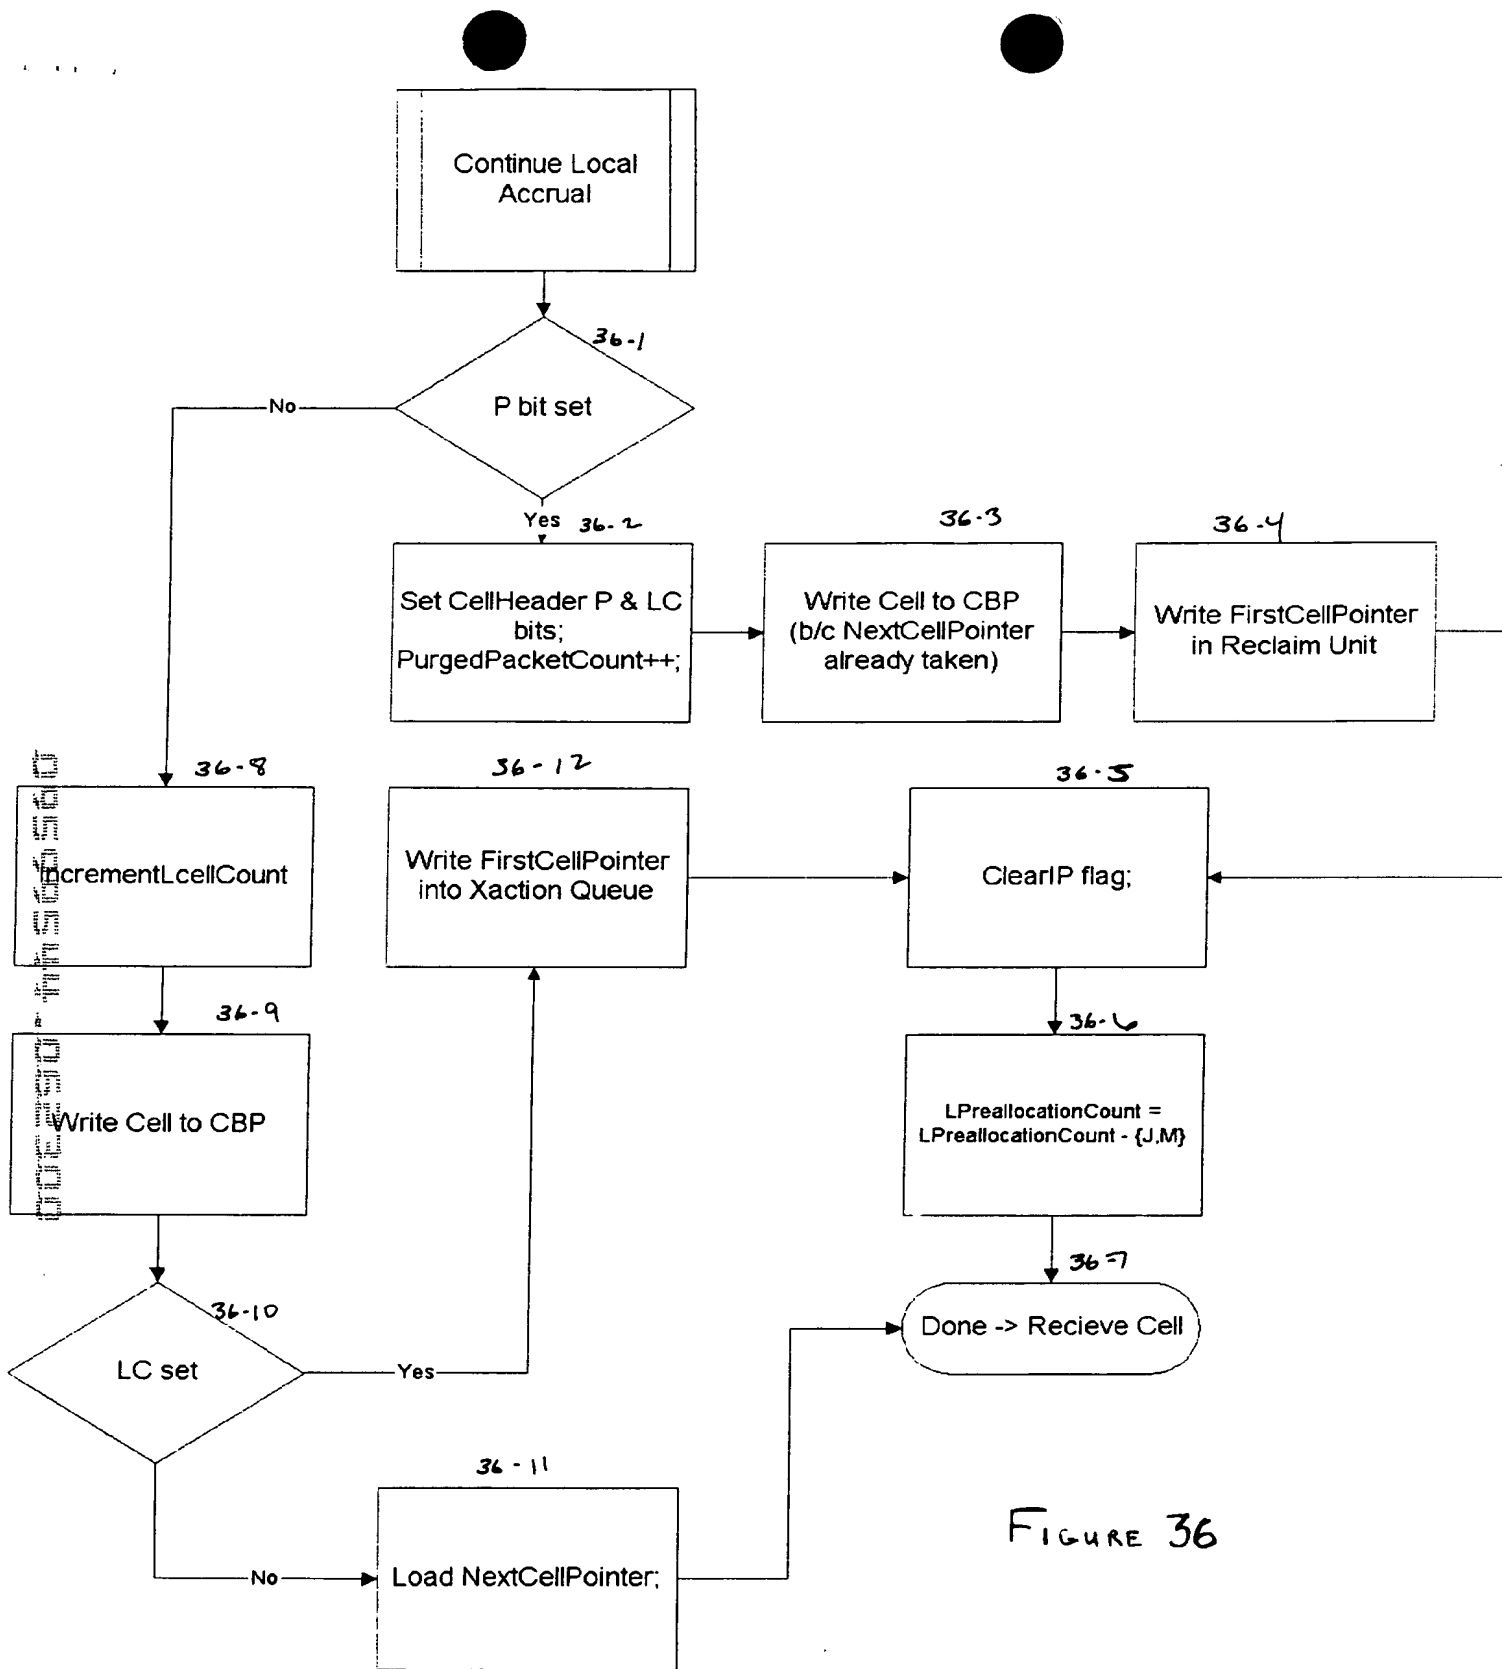 Continue Local
Accrual
36-1
P bit set
No
Yes
36-2
36-3
36-4
Set CellHeader P & LC
bits;
PurgedPacketCount++;
Write Cell to CBP
(b/c NextCellPointer
already taken)
Write FirstCellPointer
in Reclaim Unit
36-8
36-12
36-5
IncrementLcellCount
Write FirstCellPointer
into Xaction Queue
ClearIP flag;
36-9
36-6
Write Cell to CBP
LPreallocationCount =
LPreallocationCount - {J,M}
36-7
36-10
Done -> Recieve Cell
LC set
Yes
36-11
No
Load NextCellPointer;
FIGURE 36